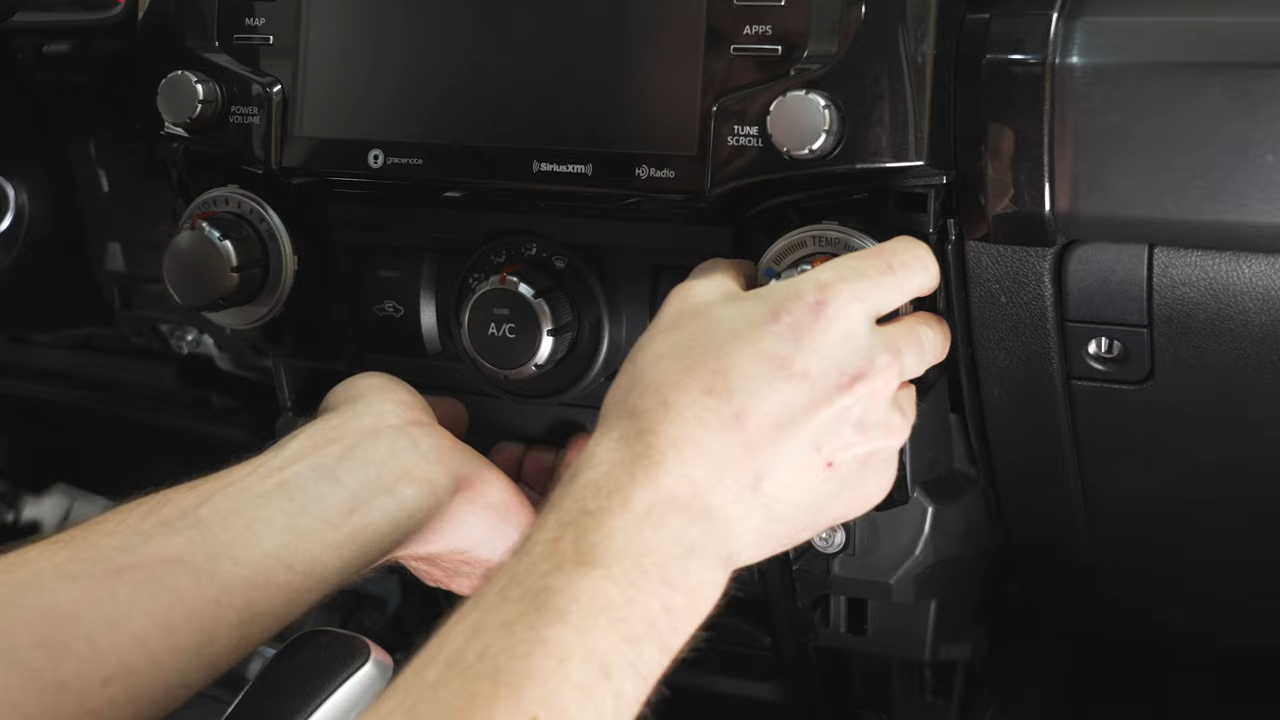 MAP
APPS
POWER
VOLUME
TUNE
SCROLL
gracenote
SiriusXM
HD Radio
TEMP
A/C